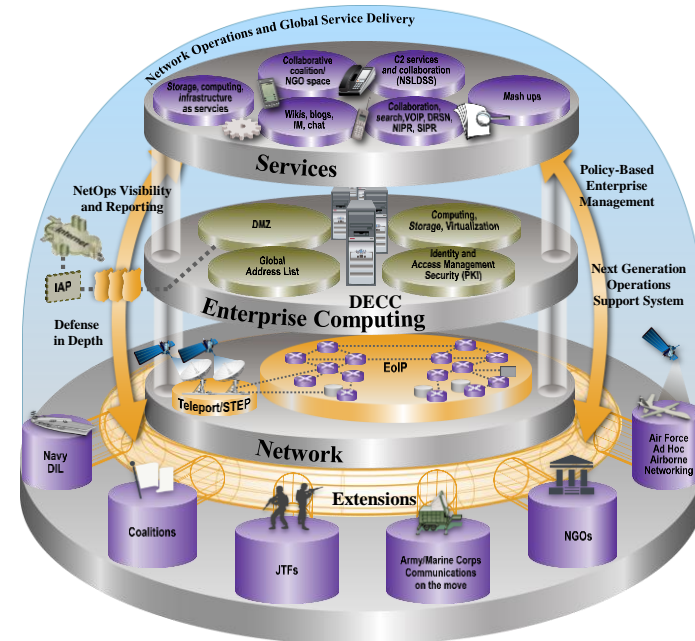 Network Operations and Global Service Delivery
Collaborative
coalition/
NGO space
C2 services
and collaboration
(NSLDSS)
Storage, computing,
infrastructure
as servcies
Mash ups
Wikis, blogs,
IM, chat
Collaboration,
search,VOIP, DRSN,
NIPR, SIPR
Services
NetOps Visibility
and Reporting
Policy-Based
Enterprise
Management
DMZ
Computing,
Storage, Virtualization
Internet
Global
Address List
Identity and
Access Management
Security (PKI)
IAP
DECC
Next Generation
Operations
Support System
Enterprise Computing
Defense
in Depth
EoIP
Teleport/STEP
Network
Navy
DIL
Air Force
Ad Hoc
Airborne
Networking
Extensions
Coalitions
NGOs
JTFs
Army/Marine Corps
Communications
on the move